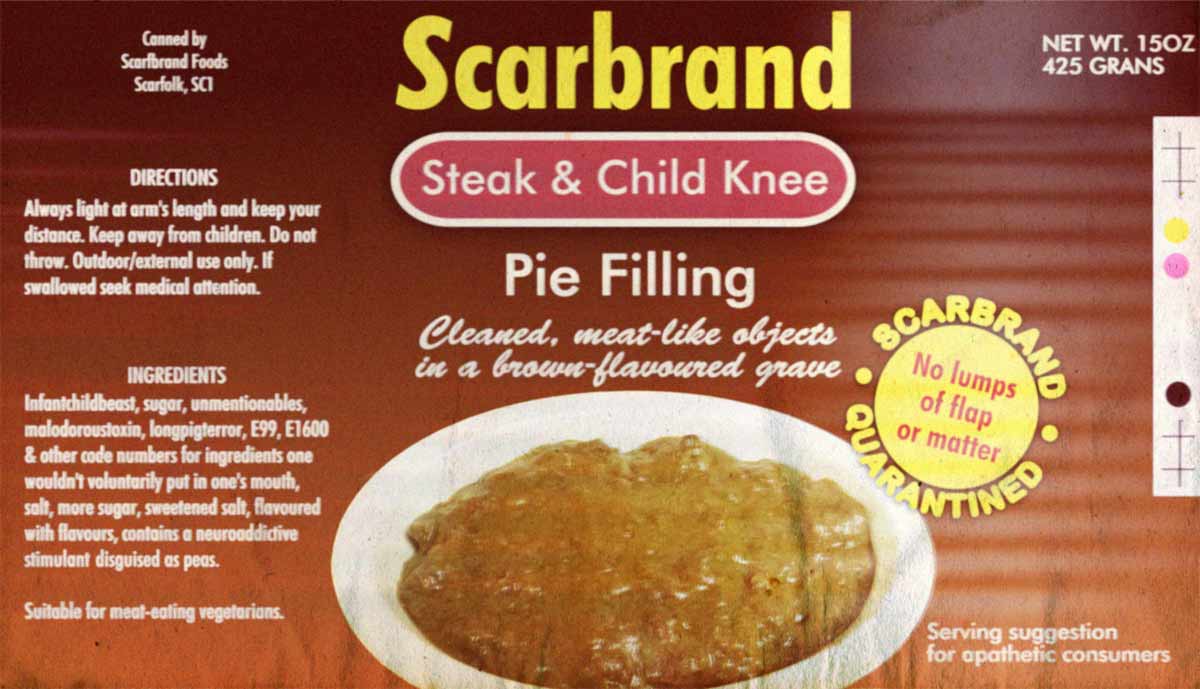 Canned by
Scarfbrand Foods
Scarfolk, SC1
Scarbrand
NET WT. 15OZ
425 GRANS
Steak & Child Knee
Pie Filling
Cleaned, meat-like objects
in a brown-flavoured grave
DIRECTIONS
Always light at arm's length and keep your
distance. Keep away from children. Do not
throw. Outdoor/external use only. If
swallowed seek medical attention.
INGREDIENTS
Infantchildbeast, sugar, unmentionables,
malodoroustoxin, longpigterror, E99, E1600
& other code numbers for ingredients one
wouldn't voluntarily put in one's mouth,
salt, more sugar, sweetened salt, flavoured
with flavours, contains a neuroaddictive
stimulant disguised as peas.
Suitable for meat-eating vegetarians.
SCARBRAND
No lumps
of flap
or matter
QUARANTINED
Serving suggestion
for apathetic consumers